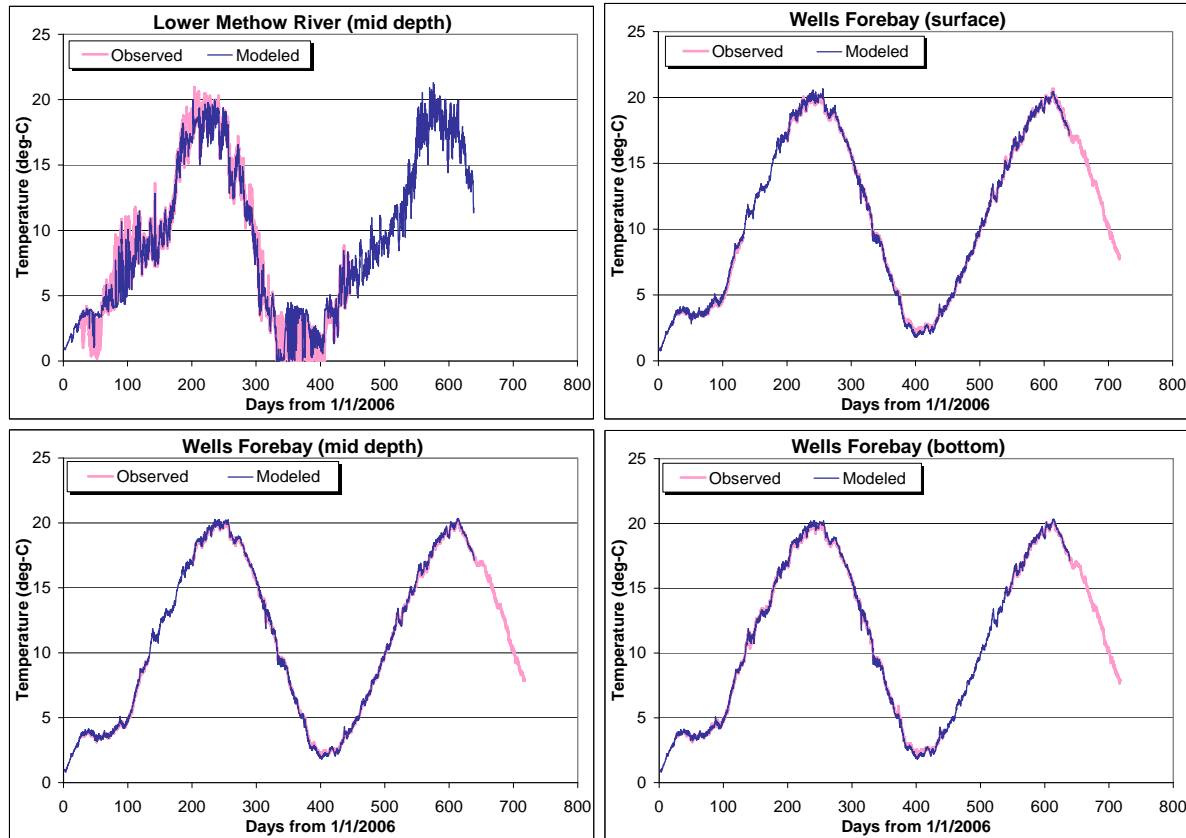 Lower Methow River (mid depth)
Observed Modeled
Temperature (deg-C)
25
20
15
10
5
0
0 100 200 300 400 500 600 700 800
Days from 1/1/2006
Wells Forebay (surface)
Observed Modeled
Temperature (deg-C)
25
20
15
10
5
0
0 100 200 300 400 500 600 700 800
Days from 1/1/2006
Wells Forebay (mid depth)
Observed Modeled
Temperature (deg-C)
25
20
15
10
5
0
0 100 200 300 400 500 600 700 800
Days from 1/1/2006
Wells Forebay (bottom)
Observed Modeled
Temperature (deg-C)
25
20
15
10
5
0
0 100 200 300 400 500 600 700 800
Days from 1/1/2006